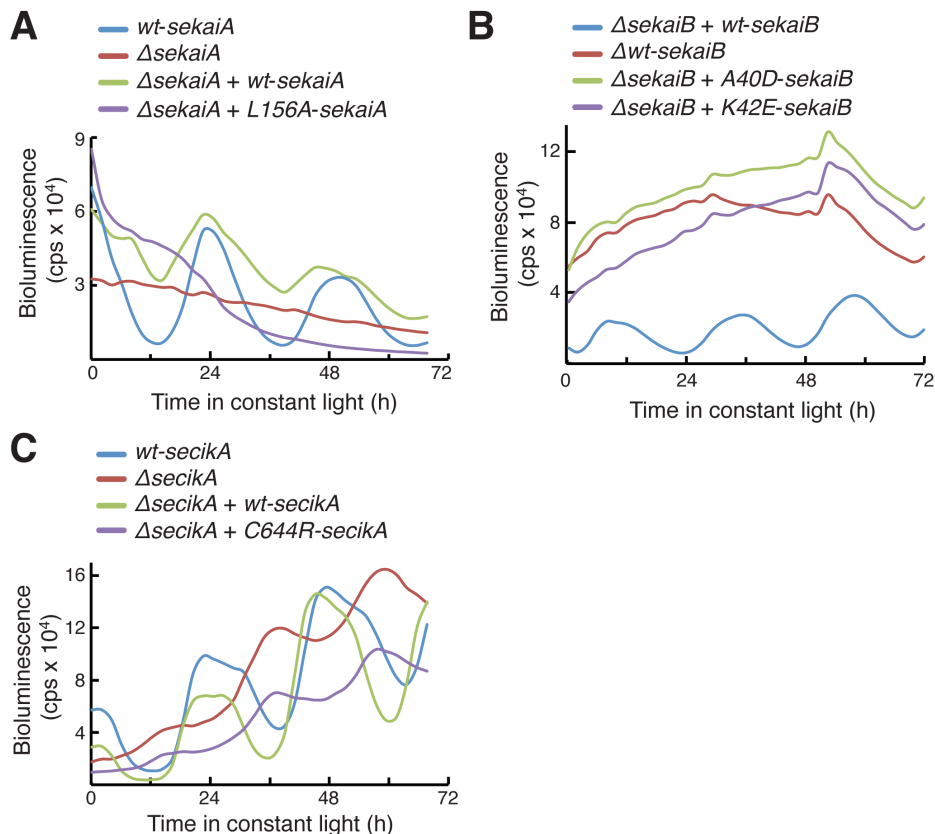 A
wt-sekaiA
ΔsekaiA
ΔsekaiA + wt-sekaiA
ΔsekaiA + L156A-sekaiA
9
6
3
0
24
48
72
Bioluminescence
(cps x 10⁴)
Time in constant light (h)
B
ΔsekaiB + wt-sekaiB
Δwt-sekaiB
ΔsekaiB + A40D-sekaiB
ΔsekaiB + K42E-sekaiB
12
8
4
0
24
48
72
Bioluminescence
(cps x 10⁴)
Time in constant light (h)
C
wt-secikA
ΔsecikA
ΔsecikA + wt-secikA
ΔsecikA + C644R-secikA
16
12
8
4
0
24
48
72
Bioluminescence
(cps x 10⁴)
Time in constant light (h)